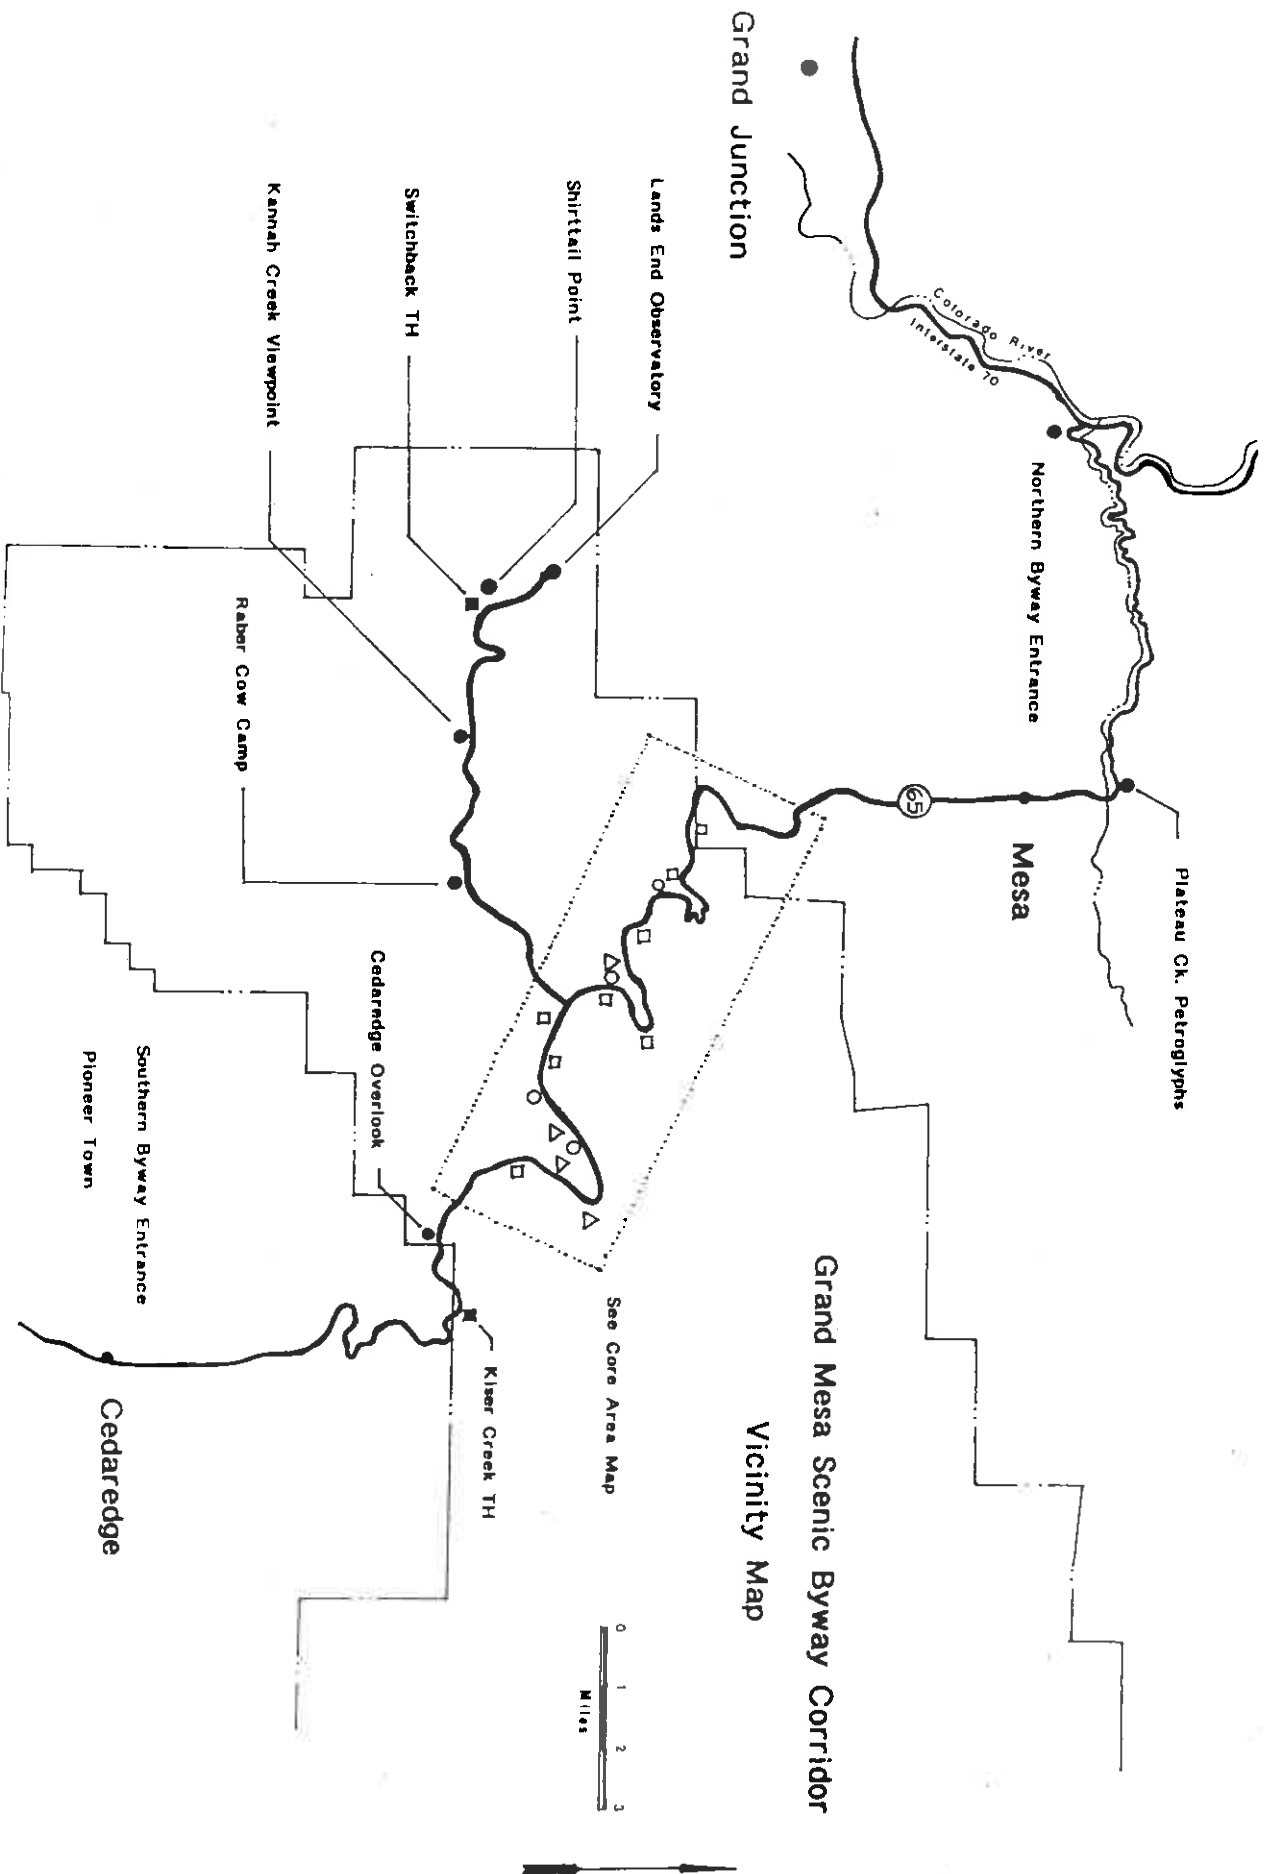 Grand Mesa Scenic Byway Corridor
Vicinity Map
Plateau Ck. Petroglyphs
Colorado River
Interstate 70
Northern Byway Entrance
Mesa
65
Grand Junction
Lands End Observatory
Shirttail Point
Switchback TH
Kannah Creek Viewpoint
Raber Cow Camp
See Core Area Map
Cedaredge Overlook
Kiser Creek TH
Southern Byway Entrance
Pioneer Town
Cedaredge
0 1 2 3
Miles